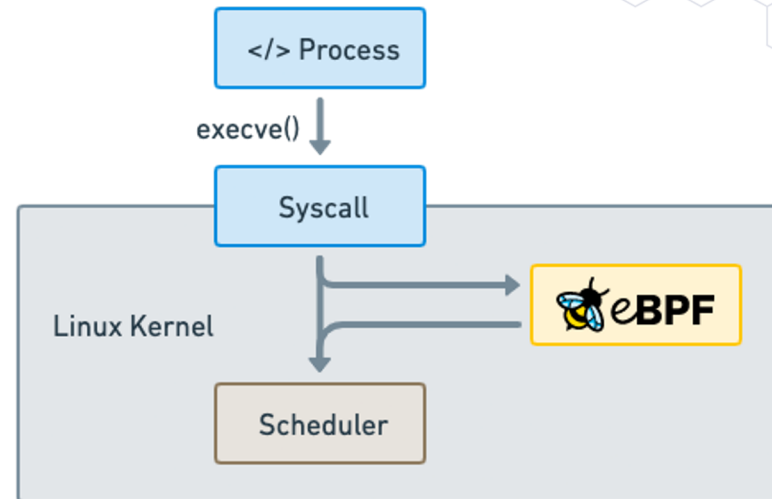 </> Process
execve()
Syscall
eBPF
Linux Kernel
Scheduler